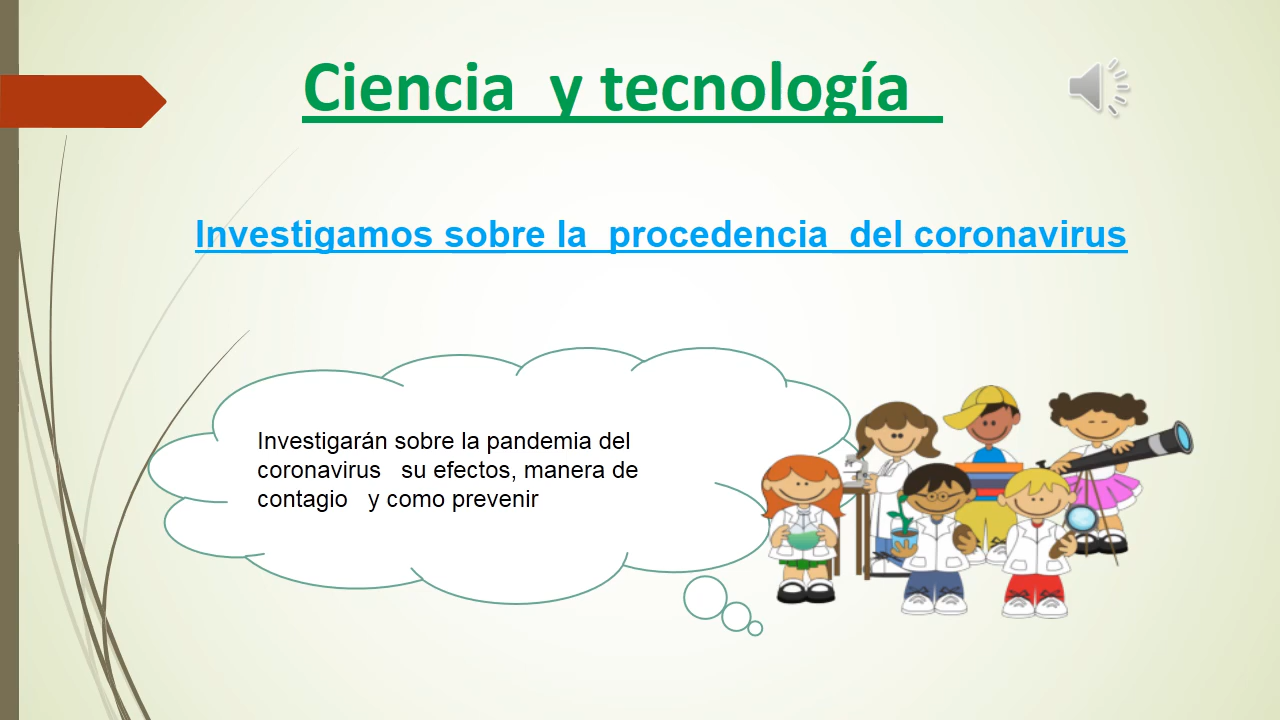 Ciencia y tecnología
Investigamos sobre la procedencia del coronavirus
Investigarán sobre la pandemia del
coronavirus su efectos, manera de
contagio y como prevenir